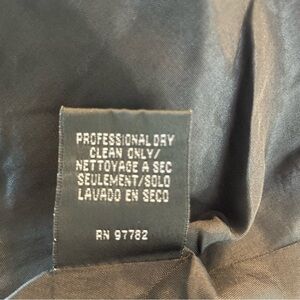 PROFESSIONAL DRY
CLEAN ONLY/
NETTOYAGE A SEC
SEULEMENT/SOLO
LAVADO EN SECO
RN 97782